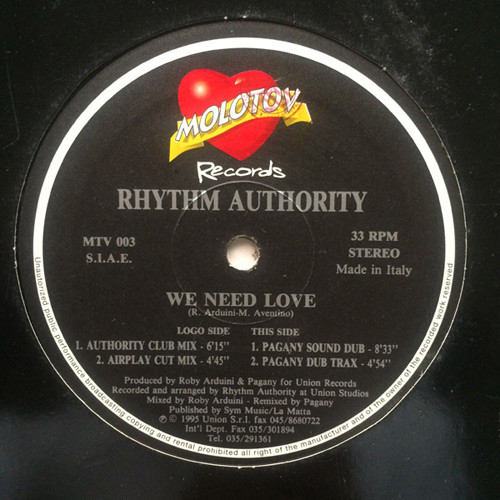 MOLOTOV
Records
RHYTHM AUTHORITY
MTV 003
S.I.A.E.
33 RPM
STEREO
Made in Italy
WE NEED LOVE
(R. Arduini-M. Aventino)
LOGO SIDE
1. AUTHORITY CLUB MIX - 6'15"
2. AIRPLAY CUT MIX - 4'45"
THIS SIDE
1. PAGANY SOUND DUB - 8'33"
2. PAGANY DUB TRAX - 4'54"
Produced by Roby Arduini & Pagany for Union Records
Recorded and arranged by Rhythm Authority at Union Studios
Mixed by Roby Arduini - Remixed by Pagany
Published by Sym Music/La Matta
℗ © 1995 Union S.r.l. fax 045/8680722
Int'l Dept. Fax 035/301894
Tel. 035/291361
Unauthorized public performance broadcasting copying and renting forbidden all right of the manufacturer and of the owner of the recorded work reserved